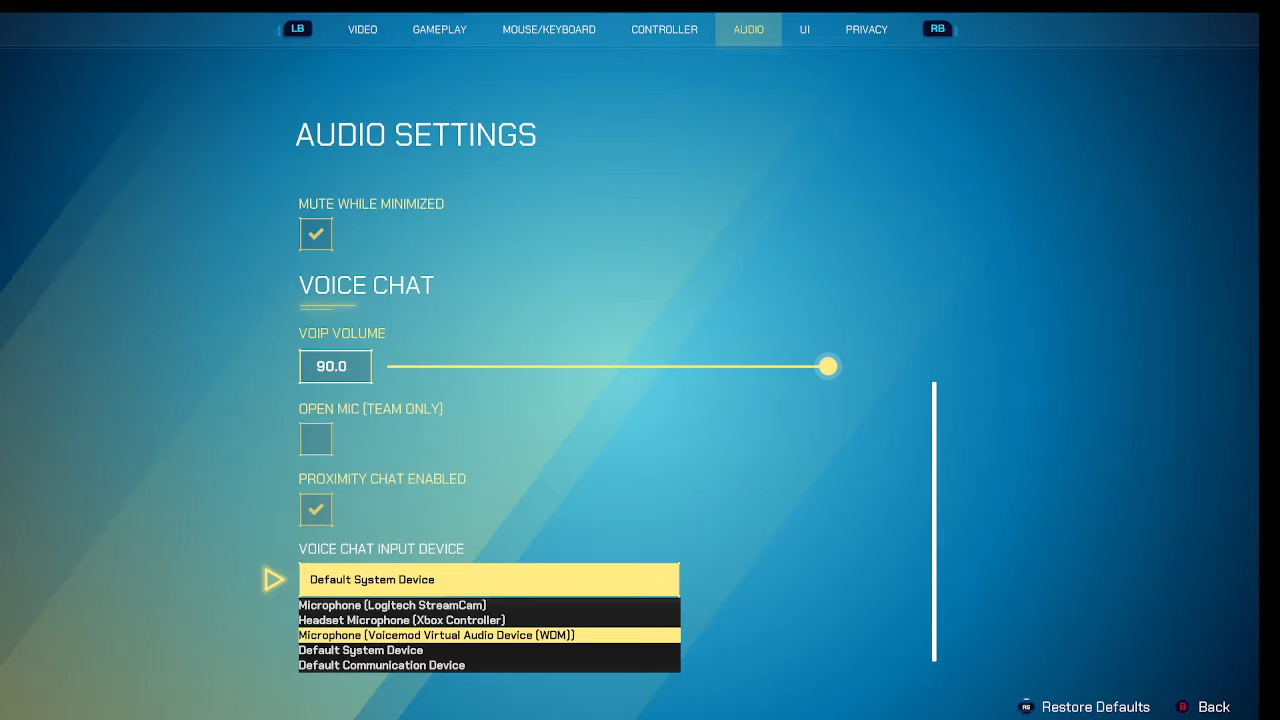 LB VIDEO GAMEPLAY MOUSE/KEYBOARD CONTROLLER AUDIO UI PRIVACY RB
AUDIO SETTINGS
MUTE WHILE MINIMIZED
VOICE CHAT
VOIP VOLUME
90.0
OPEN MIC (TEAM ONLY)
PROXIMITY CHAT ENABLED
VOICE CHAT INPUT DEVICE
Default System Device
Microphone (Logitech StreamCam)
Headset Microphone (Xbox Controller)
Microphone (Voicemod Virtual Audio Device (WDM))
Default System Device
Default Communication Device
RS Restore Defaults B Back